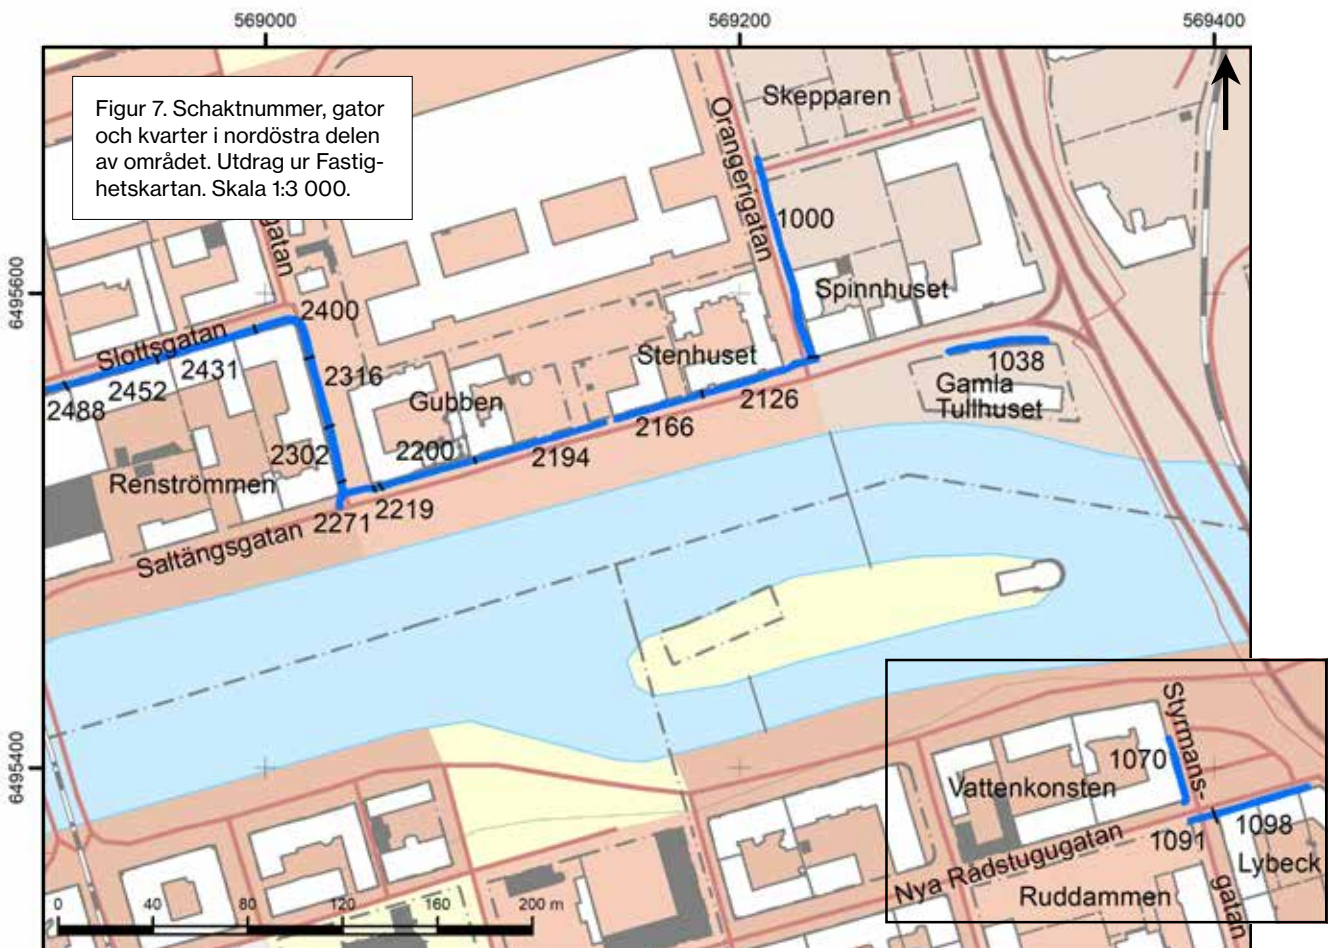 569000
569200
569400
Figur 7. Schaktnummer, gator
och kvarter i nordöstra delen
av området. Utdrag ur Fastig-
hetskartan. Skala 1:3 000.
Skepparen
Orangerigatan
1000
gatan
6495600
Spinnhuset
2400
Slottsgatan
2431
2452
2488
2316
Stenhuset
1038
Gamla
Tullhuset
Gubben
2126
2166
2200
2194
2302
Renströmmen
2219
2271
Saltängsgatan
6495400
Styrmans-
gatan
1070
Vattenkonsten
1091
1098
Lybeck
Nya Rådstugugatan
Ruddammen
0 40 80 120 160 200 m